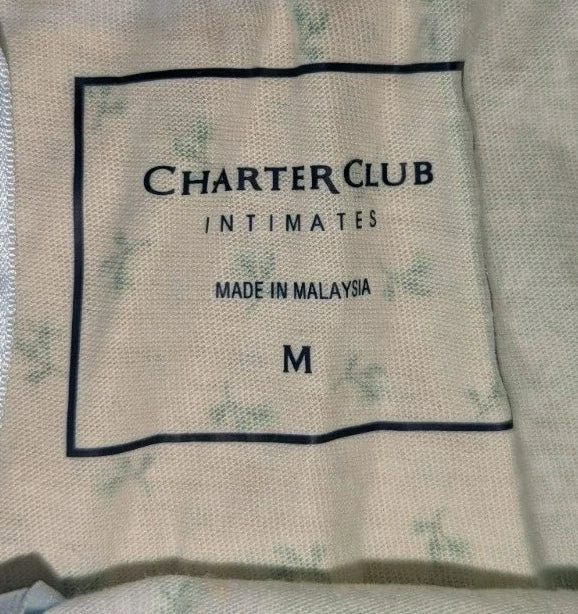 CHARTER CLUB
INTIMATES
MADE IN MALAYSIA
M